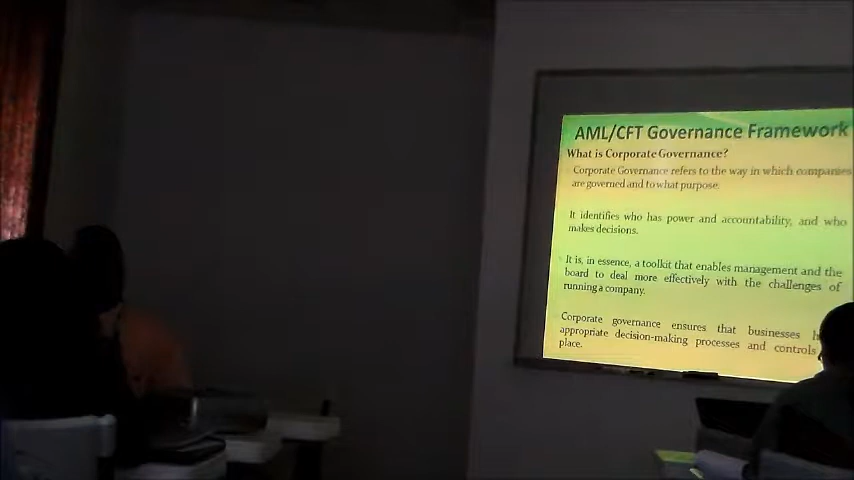 AML/CFT Governance Framework
What is Corporate Governance?
Corporate Governance refers to the way in which companies
are governed and to what purpose.
It identifies who has power and accountability, and who
makes decisions.
It is, in essence, a toolkit that enables management and the
board to deal more effectively with the challenges of
running a company.
Corporate governance ensures that businesses
appropriate decision-making processes and controls
place.